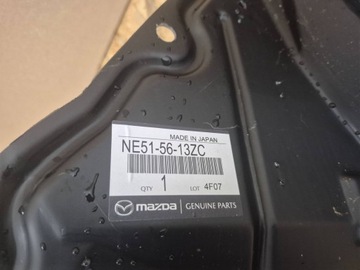 MADE IN JAPAN
NE51-56-13ZC
QTY 1 LOT 4F07
mazda GENUINE PARTS